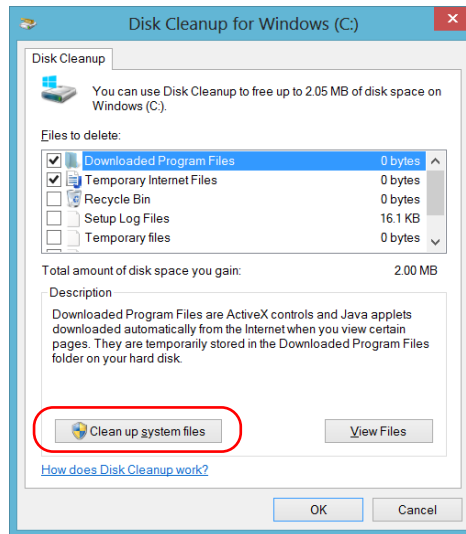 Disk Cleanup for Windows (C:)
Disk Cleanup
You can use Disk Cleanup to free up to 2.05 MB of disk space on
Windows (C:).
Files to delete:
Downloaded Program Files 0 bytes
Temporary Internet Files 0 bytes
Recycle Bin 0 bytes
Setup Log Files 16.1 KB
Temporary files 0 bytes
Total amount of disk space you gain: 2.00 MB
Description
Downloaded Program Files are ActiveX controls and Java applets
downloaded automatically from the Internet when you view certain
pages. They are temporarily stored in the Downloaded Program Files
folder on your hard disk.
Clean up system files View Files
How does Disk Cleanup work?
OK Cancel